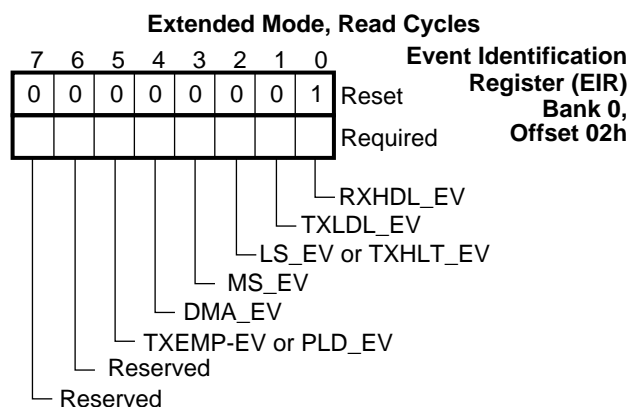 Extended Mode, Read Cycles
Event Identification
Register (EIR)
Bank 0,
Offset 02h
7 6 5 4 3 2 1 0
0 0 0 0 0 0 0 1 Reset
Required
RXHDL_EV
TXLDL_EV
LS_EV or TXHLT_EV
MS_EV
DMA_EV
TXEMP-EV or PLD_EV
Reserved
Reserved